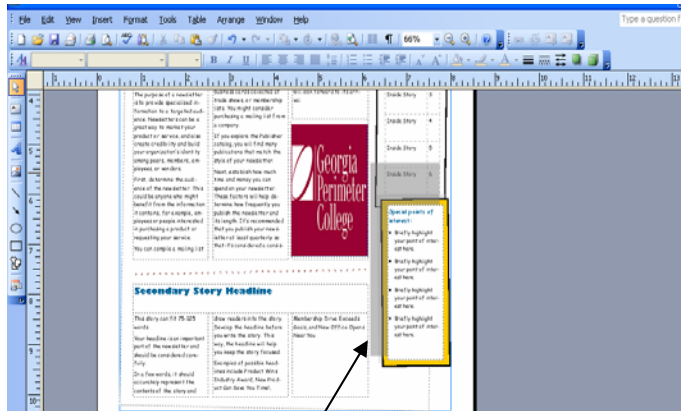 File Edit View Insert Format Tools Table Arrange Window Help Type a question f
66%
The purpose of a newsletter
is to provide specialized in-
formation to a targeted audi-
ence. Newsletters can be a
great way to market your
product or service, and also
create credibility and build
your organization's identity
among peers, members, em-
ployees, or vendors.
First, determine the audi-
ence of the newsletter. This
could be anyone who might
benefit from the information
it contains, for example, em-
ployees or people interested
in purchasing a product or
requesting your service.
You can compile a mailing list
business cards collected at
trade shows, or membership
lists. You might consider
purchasing a mailing list from
a company.
If you explore the Publisher
catalog, you will find many
publications that match the
style of your newsletter.
Next, establish how much
time and money you can
spend on your newsletter.
These factors will help de-
termine how frequently you
publish the newsletter and
its length. It's recommended
that you publish your news-
letter at least quarterly so
that it's considered a consis-
Georgia
Perimeter
College
Inside Story 3
Inside Story 4
Inside Story 5
Inside Story 6
Special points of
interest:
Briefly highlight
your point of inter-
est here.
Briefly highlight
your point of inter-
est here.
Briefly highlight
your point of inter-
est here.
Briefly highlight
your point of inter-
est here.
Secondary Story Headline
This story can fit 75-125
words.
Your headline is an important
part of the newsletter and
should be considered care-
fully.
In a few words, it should
accurately represent the
contents of the story and
draw readers into the story.
Develop the headline before
you write the story. This
way, the headline will help
you keep the story focused.
Examples of possible head-
lines include Product Wins
Industry Award, New Prod-
uct Can Save You Time!,
Membership Drive Exceeds
Goals, and New Office Opens
Near You.